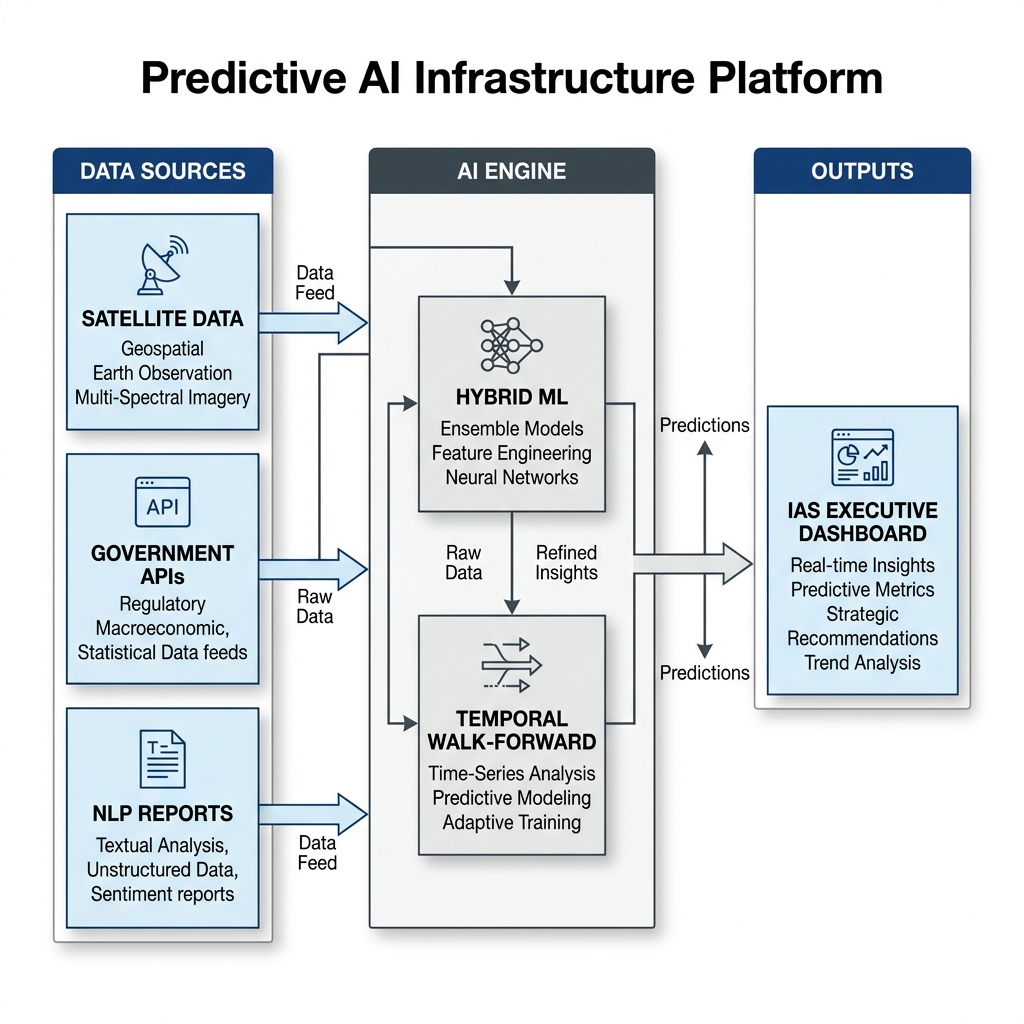 Predictive AI Infrastructure Platform
DATA SOURCES
SATELLITE DATA
Geospatial
Earth Observation
Multi-Spectral Imagery
Data
Feed
API
GOVERNMENT
APIs
Regulatory
Macroeconomic,
Statistical Data feeds
Raw
Data
T
NLP REPORTS
Textual Analysis,
Unstructured Data,
Sentiment reports
Data
Feed
AI ENGINE
HYBRID ML
Ensemble Models
Feature Engineering
Neural Networks
Raw
Data
Refined
Insights
TEMPORAL
WALK-FORWARD
Time-Series Analysis
Predictive Modeling
Adaptive Training
Predictions
Predictions
OUTPUTS
IAS EXECUTIVE
DASHBOARD
Real-time Insights
Predictive Metrics
Strategic
Recommendations
Trend Analysis